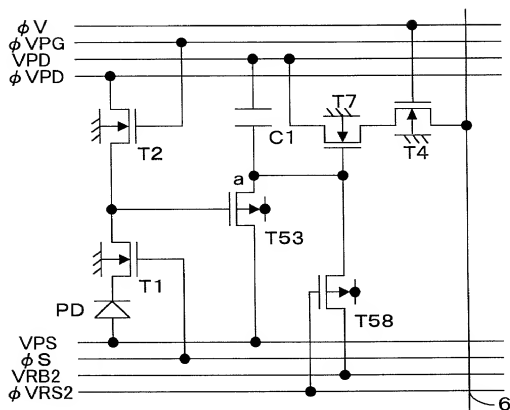 φV
φVPG
VPD
φVPD
T7
T2
C1
T4
a
T53
T1
PD
T58
VPS
φS
VRB2
φVRS2
6